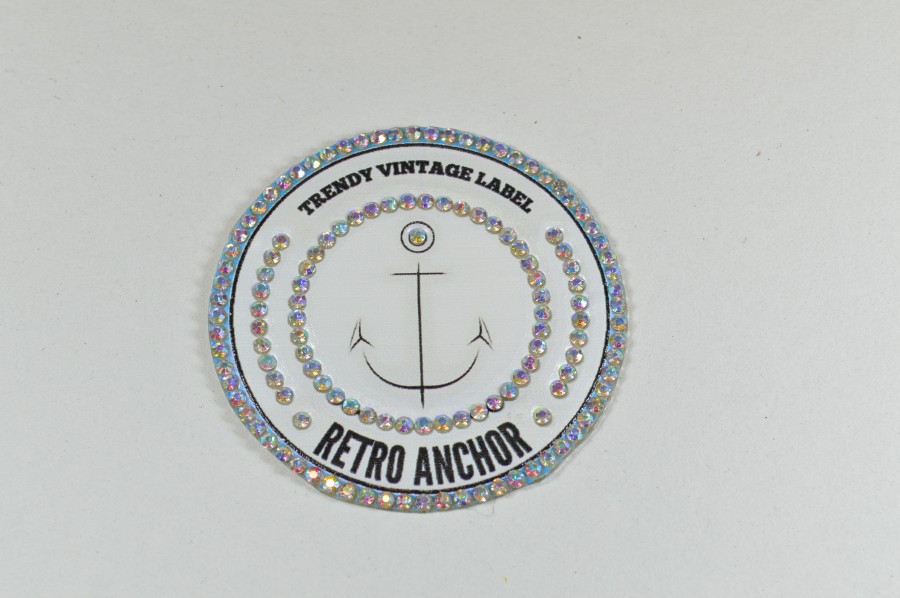 TRENDY VINTAGE LABEL
RETRO ANCHOR